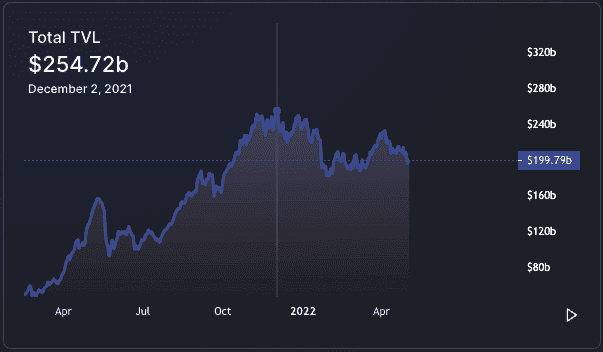 Total TVL
$254.72b
December 2, 2021
$320b
$280b
$240b
$199.79b
$160b
$120b
$80b
Apr Jul Oct 2022 Apr